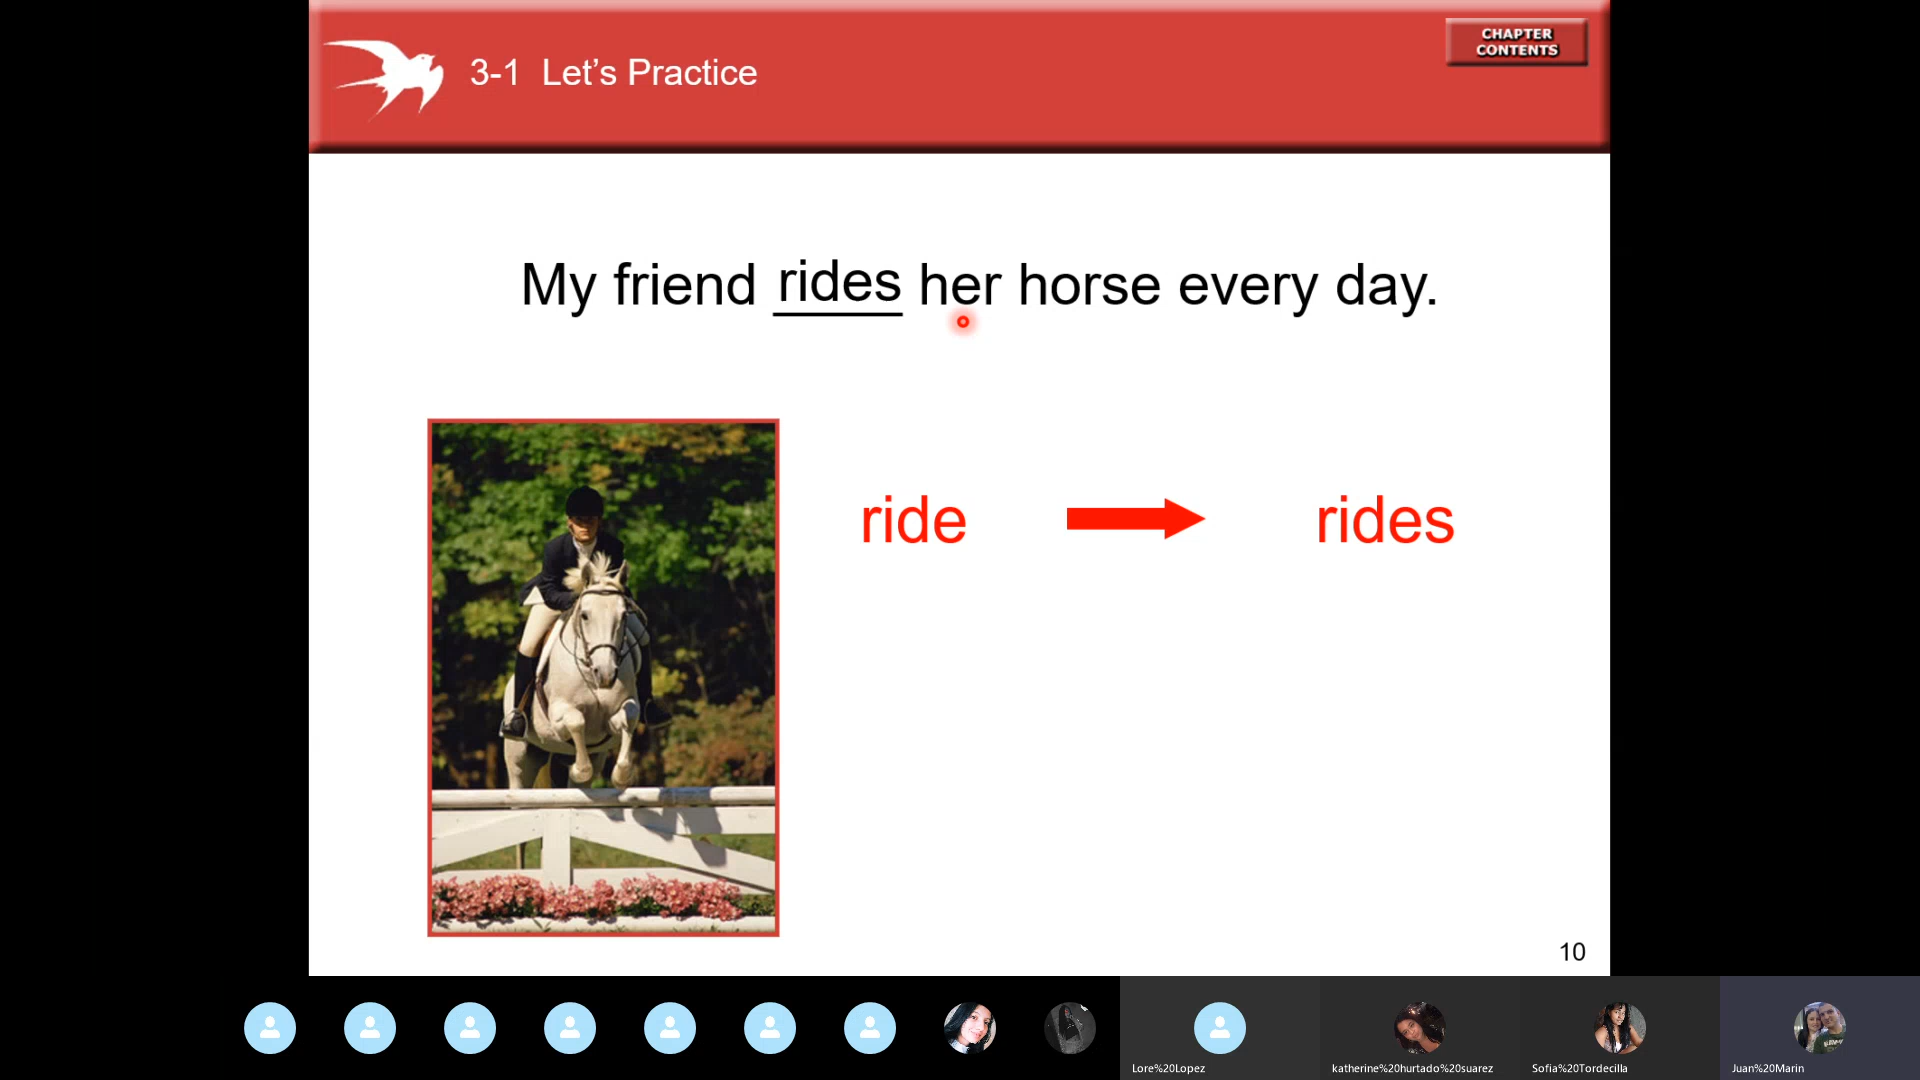 3-1 Let’s Practice
CHAPTER
CONTENTS
My friend rides her horse every day.
ride
rides
10
Lore%20Lopez
katherine%20hurtado%20suarez
Sofia%20Tordecilla
Juan%20Marin